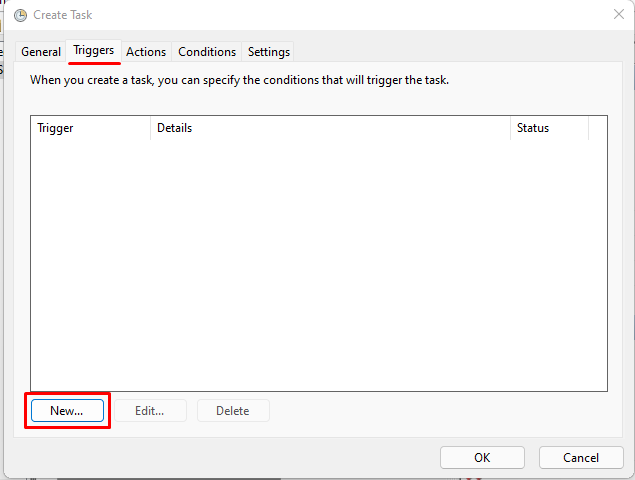 Create Task
General Triggers Actions Conditions Settings
When you create a task, you can specify the conditions that will trigger the task.
Trigger Details Status
New... Edit... Delete
OK Cancel